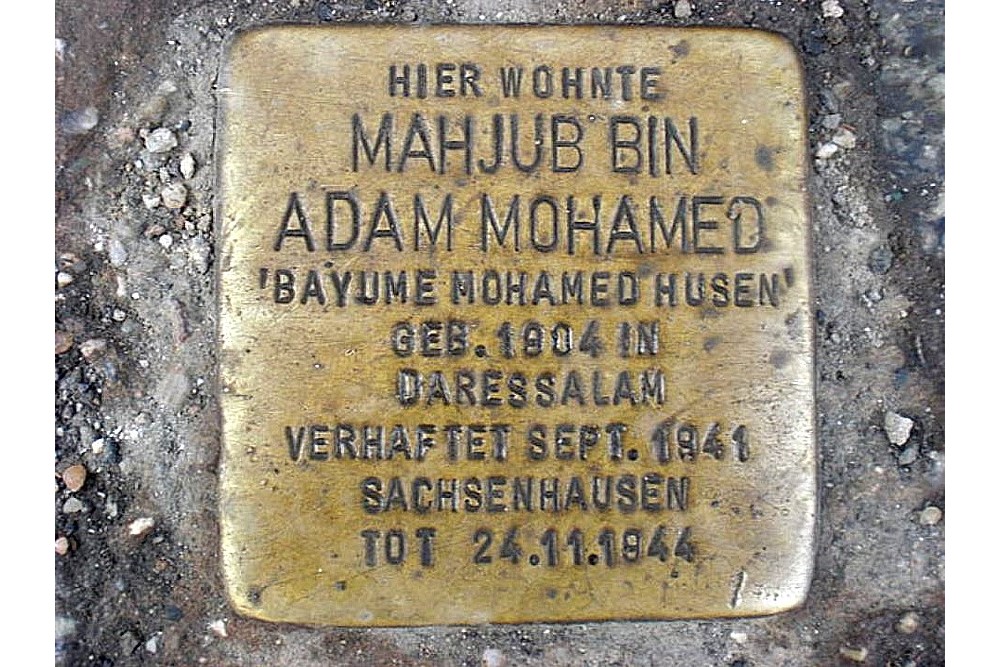 HIER WOHNTE
MAHJUB BIN
ADAM MOHAMED
'BAYUME MOHAMED HUSEN'
GEB. 1904 IN
DARESSALAM
VERHAFTET SEPT. 1941
SACHSENHAUSEN
TOT 24.11.1944